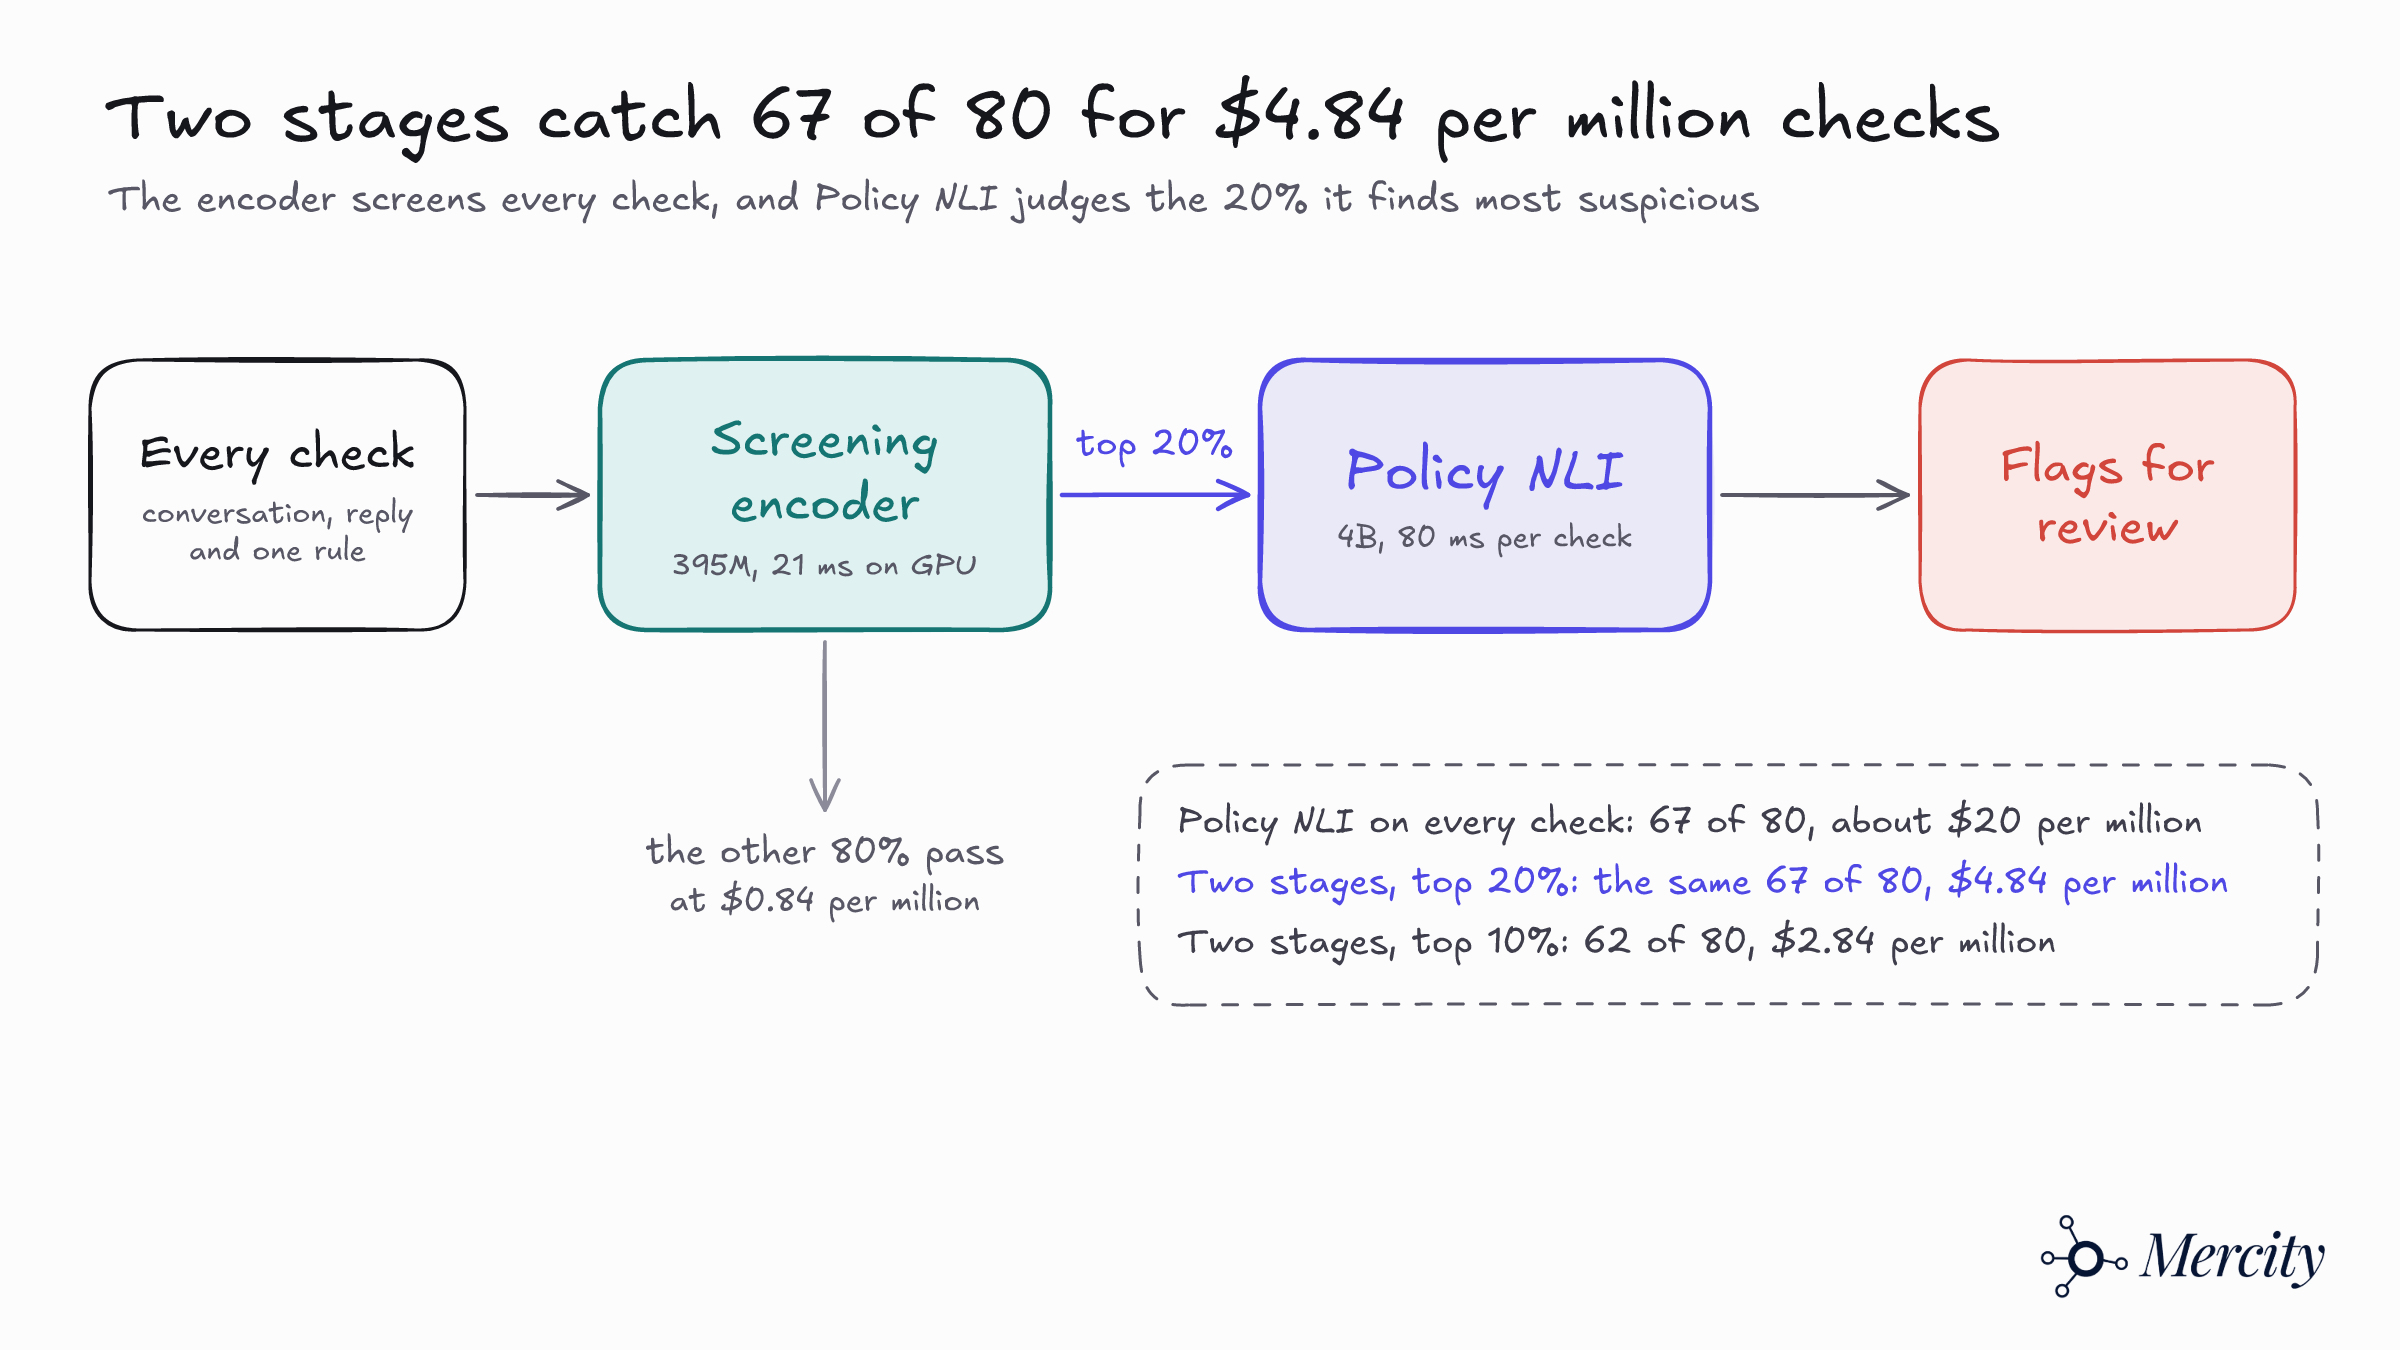 Two stages catch 67 of 80 for $4.84 per million checks
The encoder screens every check, and Policy NLI judges the 20% it finds most suspicious
Every check
conversation, reply
and one rule
Screening
encoder
395M, 21 ms on GPU
top 20%
Policy NLI
4B, 80 ms per check
Flags for
review
the other 80% pass
at $0.84 per million
Policy NLI on every check: 67 of 80, about $20 per million
Two stages, top 20%: the same 67 of 80, $4.84 per million
Two stages, top 10%: 62 of 80, $2.84 per million
Mercity